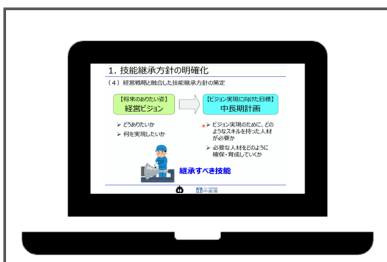 1. 技能継承方針の明確化
（4）経営戦略と融合した技能継承方針の策定
【将来のありたい姿】
経営ビジョン
【ビジョン実現に向けた目標】
中長期計画
➢ どうありたいか
➢ 何を実現したいか
➢ ビジョン実現のために、どの
ようなスキルを持った人材
が必要か
➢ 必要な人材をどのように
確保・育成していくか
継承すべき技能